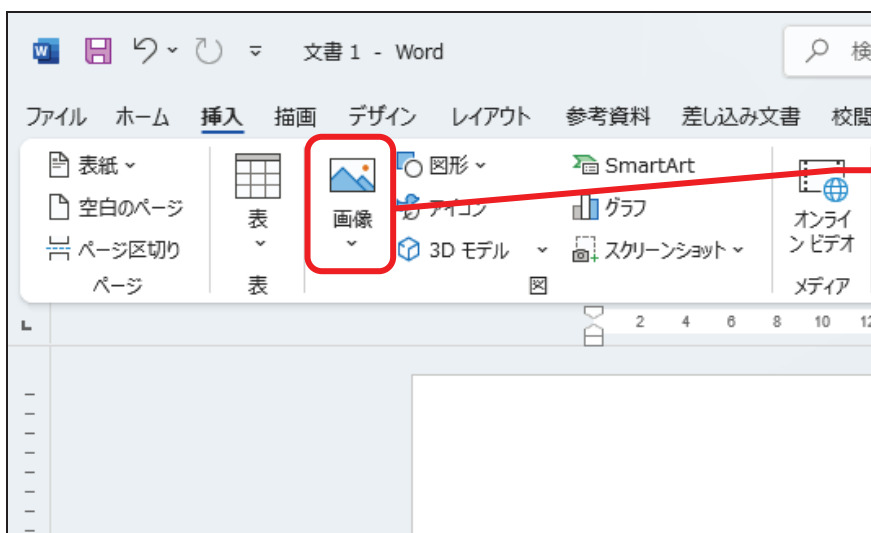 文書 1 - Word
検
ファイル ホーム 挿入 描画 デザイン レイアウト 参考資料 差し込み文書 校閲
表紙
空白のページ
ページ区切り
ページ
表
表
画像
図形
アイコン
3D モデル
SmartArt
グラフ
スクリーンショット
図
オンライ
ン ビデオ
メディア
2 4 6 8 10 12